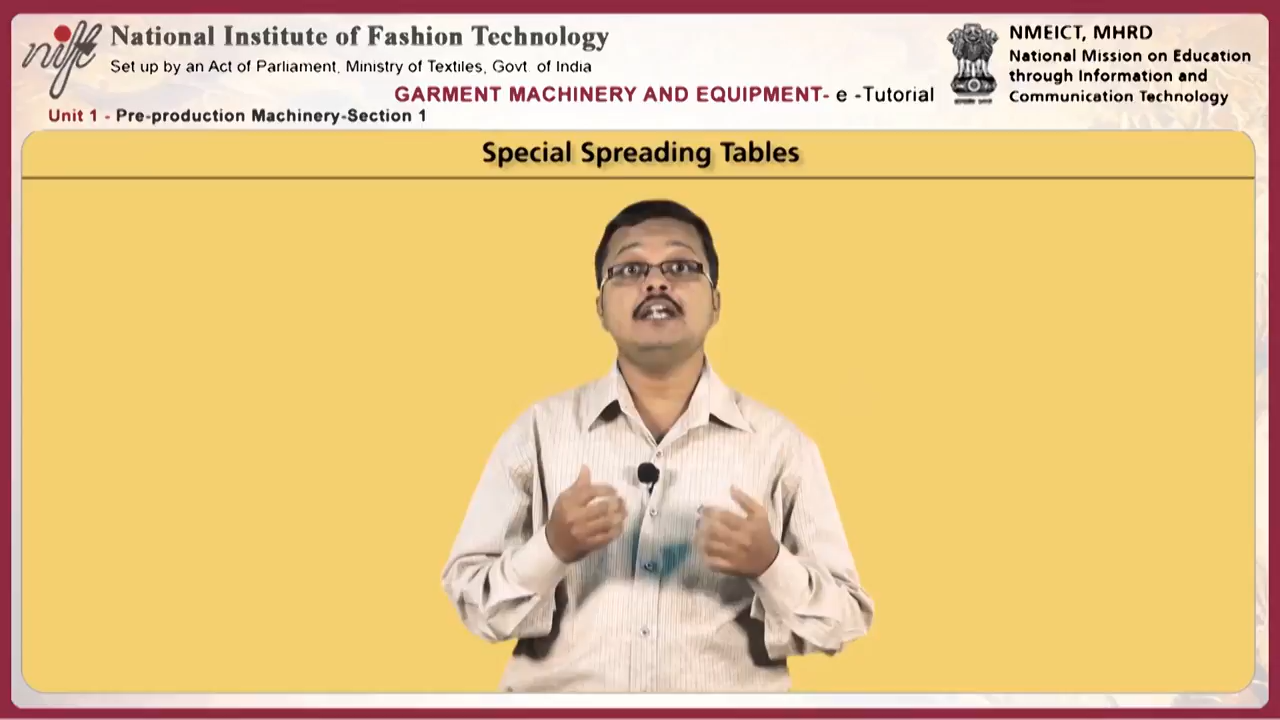 nift
National Institute of Fashion Technology
Set up by an Act of Parliament, Ministry of Textiles, Govt. of India
NMEICT, MHRD
National Mission on Education
through Information and
Communication Technology
GARMENT MACHINERY AND EQUIPMENT- e -Tutorial
Unit 1 - Pre-production Machinery-Section 1
Special Spreading Tables